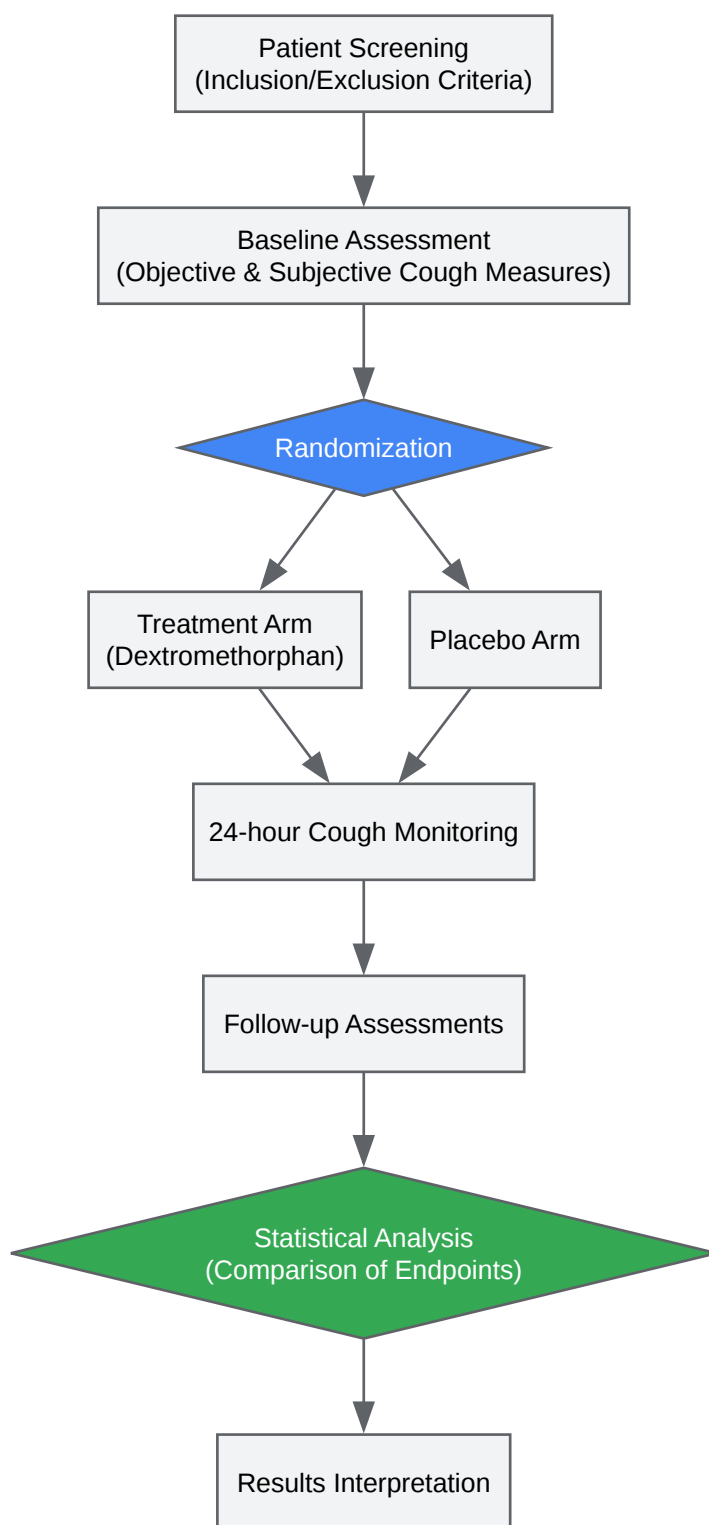 Patient Screening
(Inclusion/Exclusion Criteria)
Baseline Assessment
(Objective & Subjective Cough Measures)
Randomization
Treatment Arm
(Dextromethorphan)
Placebo Arm
24-hour Cough Monitoring
Follow-up Assessments
Statistical Analysis
(Comparison of Endpoints)
Results Interpretation